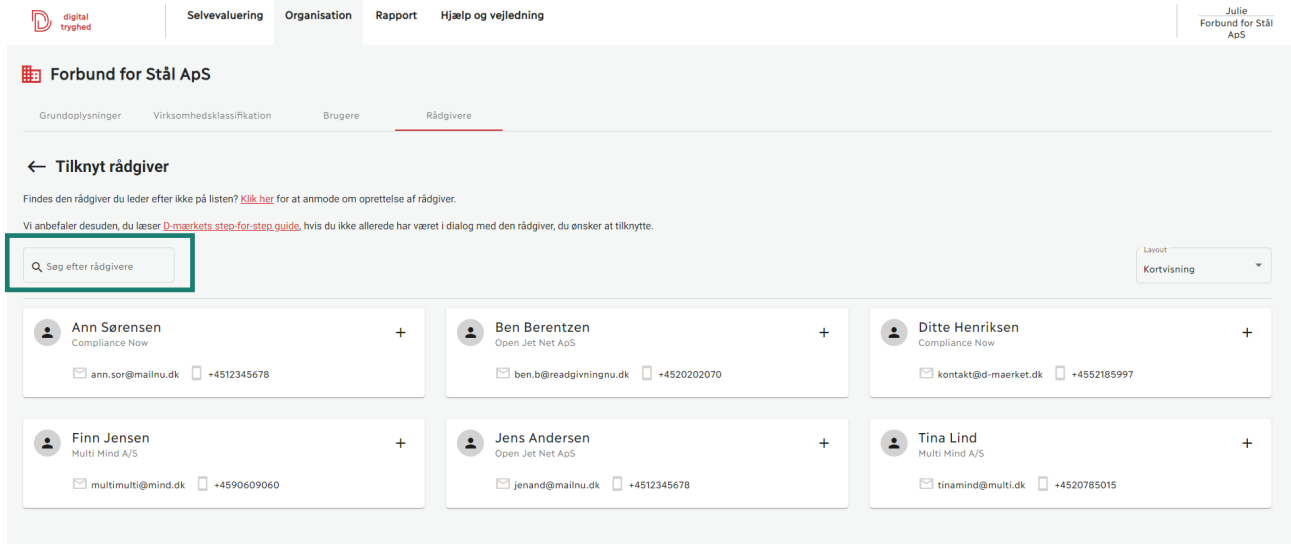 digital
tryghed
Selvevaluering Organisation Rapport Hjælp og vejledning
Julie
Forbund for Stål
ApS
Forbund for Stål ApS
Grundoplysninger Virksomhedsklassifikation Brugere Rådgivere
← Tilknyt rådgiver
Findes den rådgiver du leder efter ikke på listen? Klik her for at anmode om oprettelse af rådgiver.
Vi anbefaler desuden, du læser D-mærkets step-for-step guide, hvis du ikke allerede har været i dialog med den rådgiver, du ønsker at tilknytte.
Søg efter rådgivere
Layout
Kortvisning
Ann Sørensen +
Compliance Now
ann.sor@mailnu.dk +4512345678
Ben Berentzen +
Open Jet Net ApS
ben.b@readgivningnu.dk +4520202070
Ditte Henriksen +
Compliance Now
kontakt@d-maerket.dk +4552185997
Finn Jensen +
Multi Mind A/S
multimulti@mind.dk +4590609060
Jens Andersen +
Open Jet Net ApS
jenand@mailnu.dk +4512345678
Tina Lind +
Multi Mind A/S
tinamind@multi.dk +4520785015